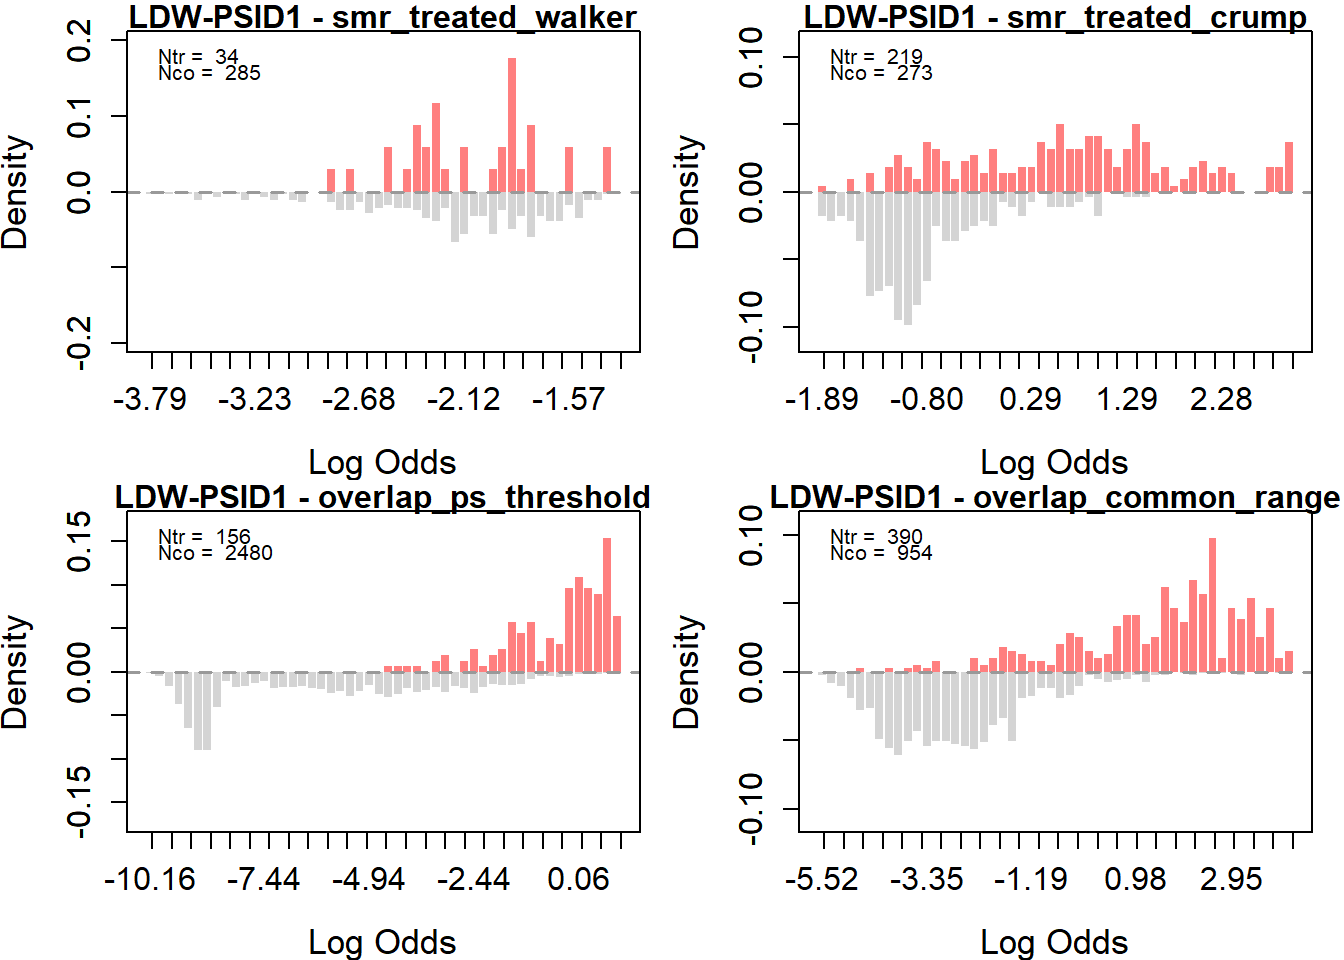 LDW-PSID1 - smr_treated_walker
Ntr = 34
Nco = 285
Density
0.2
0.1
0.0
-0.2
-3.79 -3.23 -2.68 -2.12 -1.57
Log Odds
LDW-PSID1 - smr_treated_crump
Ntr = 219
Nco = 273
Density
0.10
0.00
-0.10
-1.89 -0.80 0.29 1.29 2.28
Log Odds
LDW-PSID1 - overlap_ps_threshold
Ntr = 156
Nco = 2480
Density
0.15
0.00
-0.15
-10.16 -7.44 -4.94 -2.44 0.06
Log Odds
LDW-PSID1 - overlap_common_range
Ntr = 390
Nco = 954
Density
0.10
0.00
-0.10
-5.52 -3.35 -1.19 0.98 2.95
Log Odds